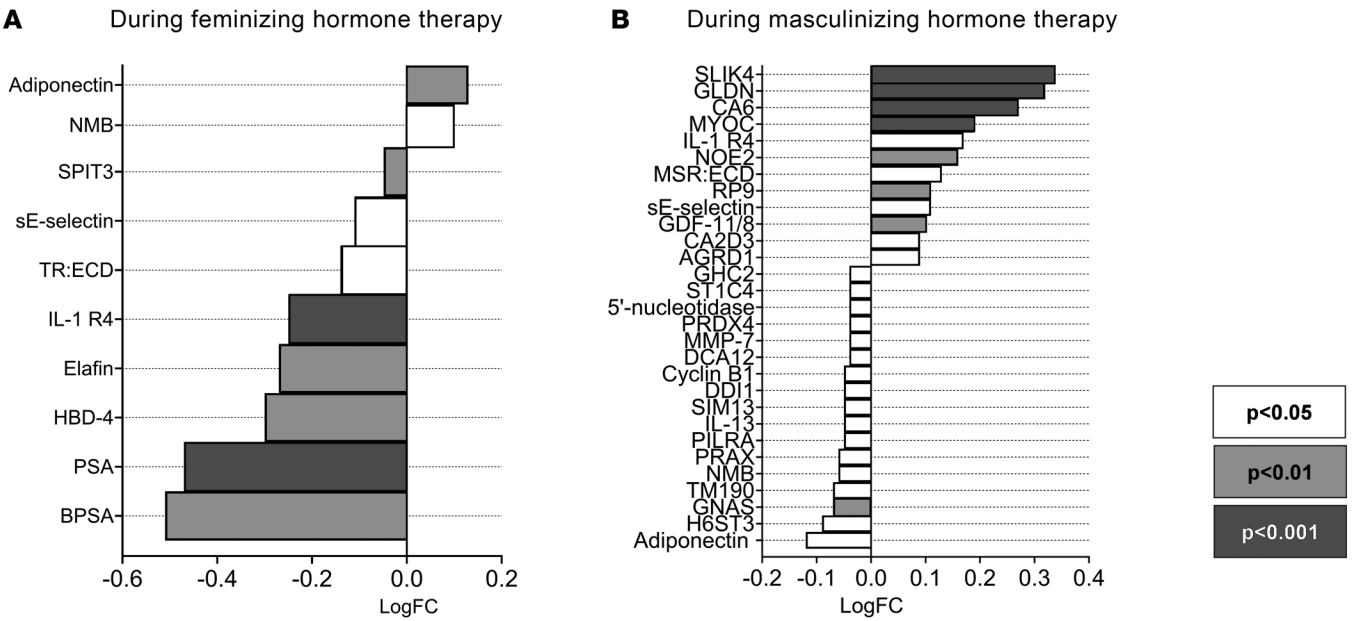 A
During feminizing hormone therapy
Adiponectin
NMB
SPIT3
sE-selectin
TR:ECD
IL-1 R4
Elafin
HBD-4
PSA
BPSA
-0.6
-0.4
-0.2
0.0
0.2
LogFC
B
During masculinizing hormone therapy
SLIK4
GLDN
CA6
MYOC
IL-1 R4
NOE2
MSR:ECD
RP9
sE-selectin
GDF-11/8
CA2D3
AGRD1
GHC2
ST1C4
5'-nucleotidase
PRDX4
MMP-7
DCA12
Cyclin B1
DDI1
SIM13
IL-13
PILRA
PRAX
NMB
TM190
GNAS
H6ST3
Adiponectin
-0.2
-0.1
0.0
0.1
0.2
0.3
0.4
LogFC
p<0.05
p<0.01
p<0.001